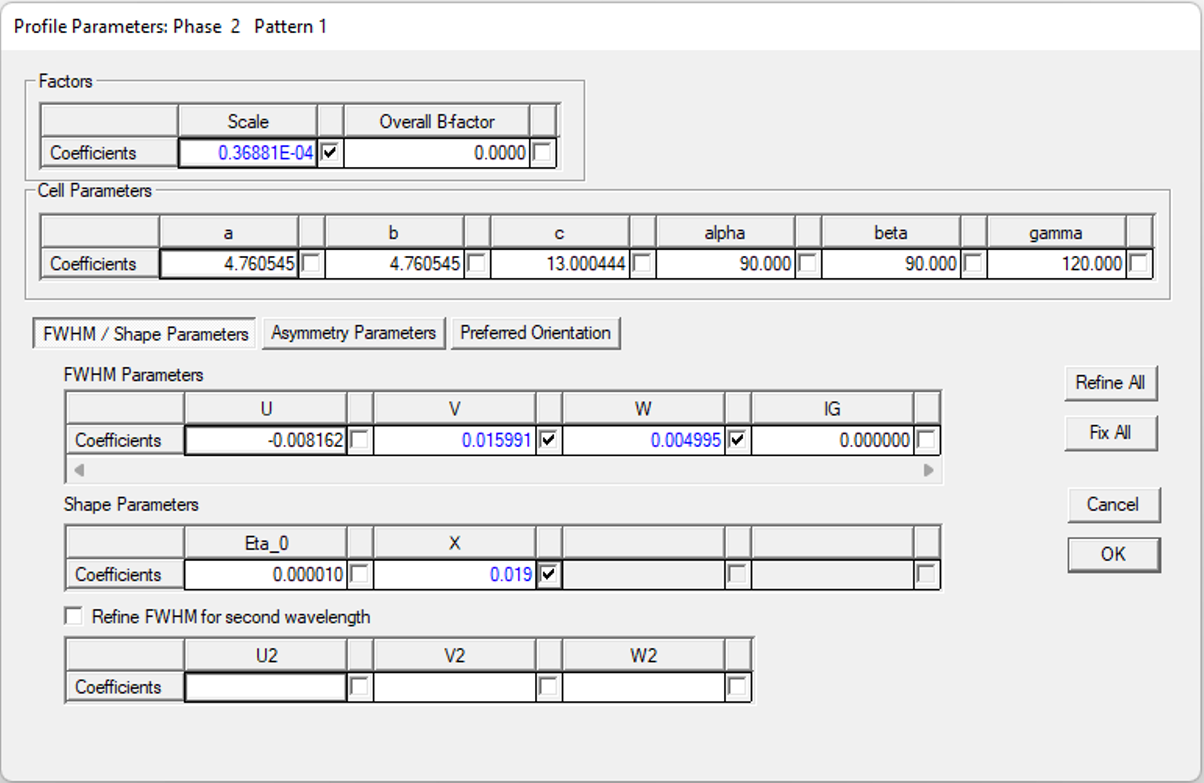 Profile Parameters: Phase 2 Pattern 1
Factors
Scale Overall B-factor
Coefficients 0.36881E-04 0.0000
Cell Parameters
a b c alpha beta gamma
Coefficients 4.760545 4.760545 13.000444 90.000 90.000 120.000
FWHM / Shape Parameters Asymmetry Parameters Preferred Orientation
FWHM Parameters
Refine All
U V W IG
Coefficients -0.008162 0.015991 0.004995 0.000000
Fix All
Shape Parameters
Cancel
Eta_0 X
OK
Coefficients 0.000010 0.019
Refine FWHM for second wavelength
U2 V2 W2
Coefficients